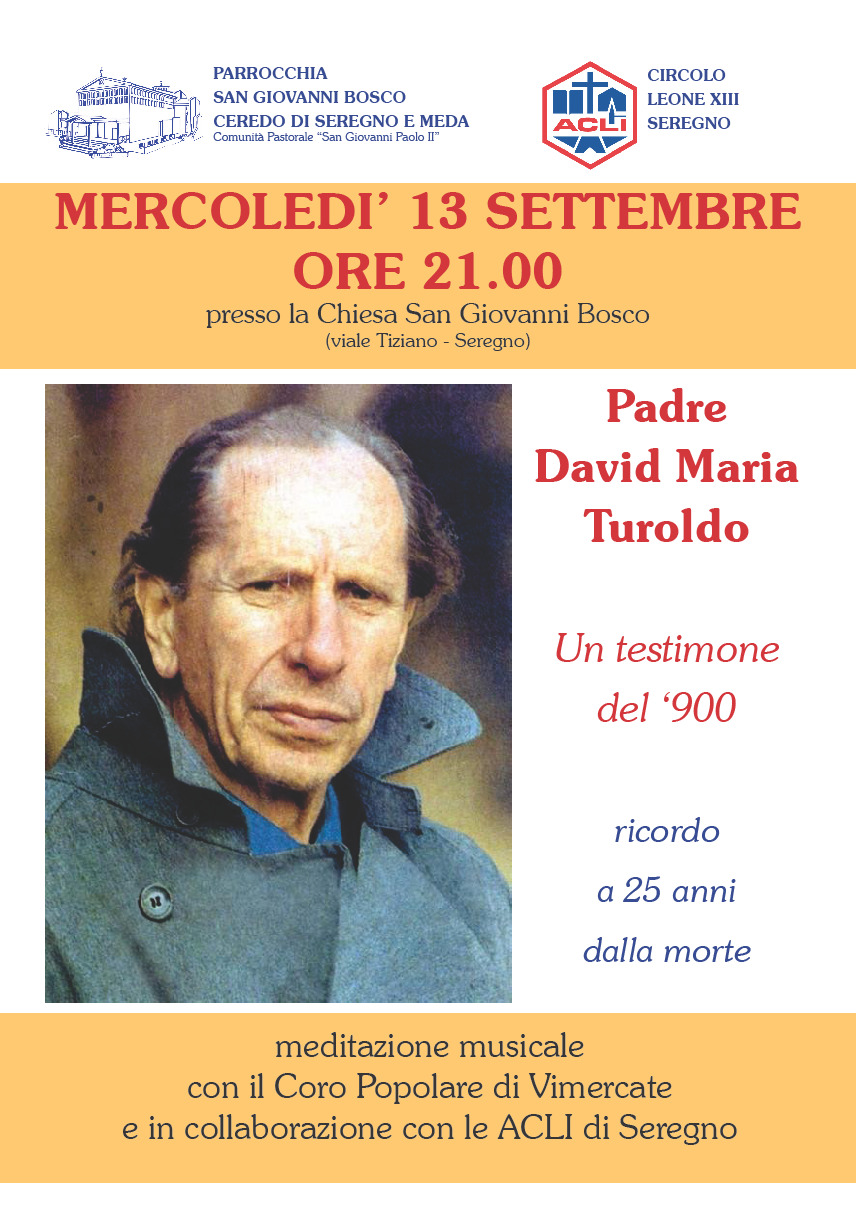 PARROCCHIA
SAN GIOVANNI BOSCO
CEREDO DI SEREGNO E MEDA
Comunità Pastorale “San Giovanni Paolo II”
ACLI
CIRCOLO
LEONE XIII
SEREGNO
MERCOLEDI’ 13 SETTEMBRE
ORE 21.00
presso la Chiesa San Giovanni Bosco
(viale Tiziano - Seregno)
Padre
David Maria
Turoldo
Un testimone
del ‘900
ricordo
a 25 anni
dalla morte
meditazione musicale
con il Coro Popolare di Vimercate
e in collaborazione con le ACLI di Seregno